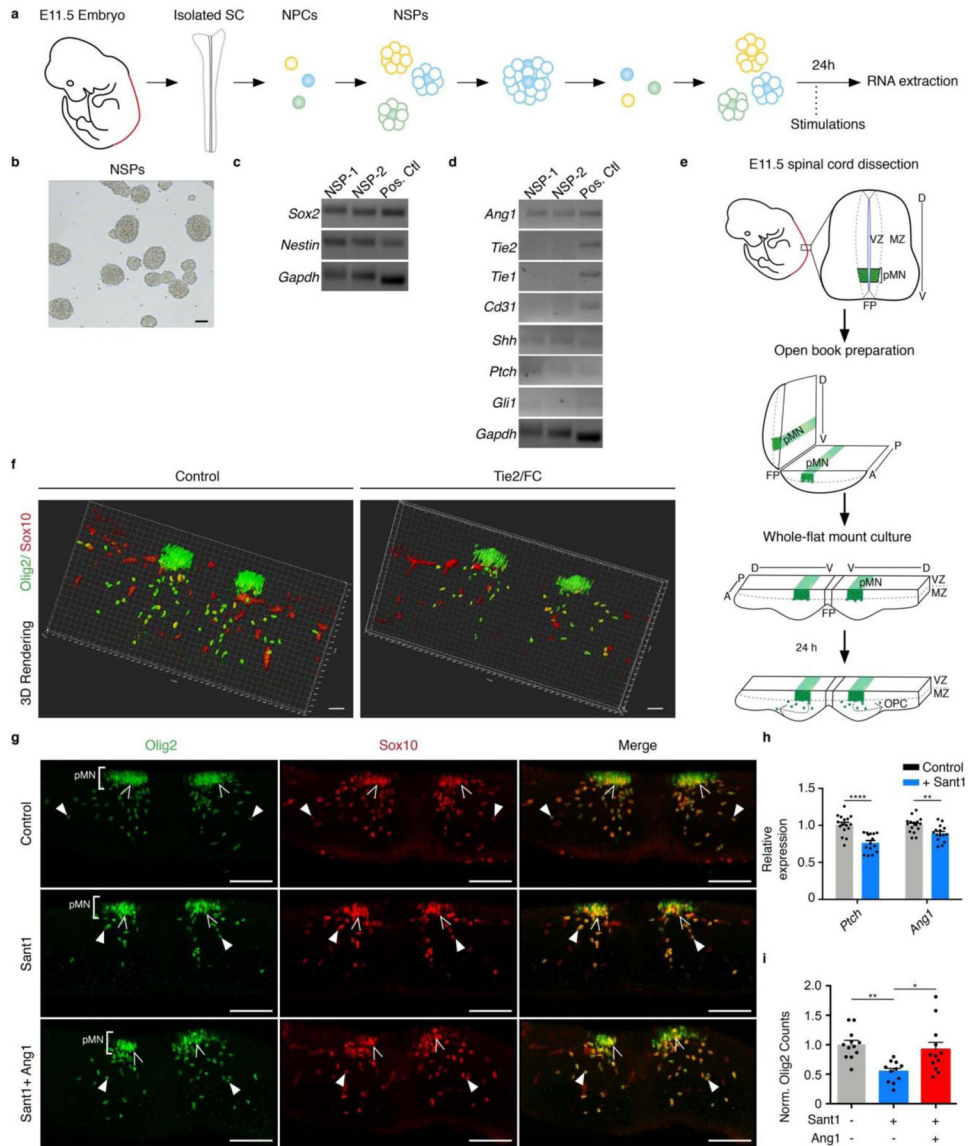 a
E11.5 Embryo
Isolated SC
NPCs
NSPs
24h
RNA extraction
Stimulations
b
NSPs
c
NSP-1
NSP-2
Pos. Ctl
Sox2
Nestin
Gapdh
d
NSP-1
NSP-2
Pos. Ctl
Ang1
Tie2
Tie1
Cd31
Shh
Ptch
Gli1
Gapdh
e
E11.5 spinal cord dissection
D
VZ
MZ
pMN
FP
V
Open book preparation
D
pMN
V
P
pMN
FP
A
Whole-flat mount culture
D
V
V
D
P
pMN
VZ
A
MZ
FP
24 h
VZ
MZ
OPC
f
Control
Tie2/FC
3D Rendering
Olig2/ Sox10
g
Olig2
Sox10
Merge
Control
pMN
Sant1
pMN
Sant1+ Ang1
pMN
h
Control
+ Sant1
Relative
expression
1.5
1.0
0.5
0
****
**
Ptch
Ang1
i
Norm. Olig2 Counts
2.0
1.5
1.0
0.5
0
**
*
Sant1 - + +
Ang1 - - +